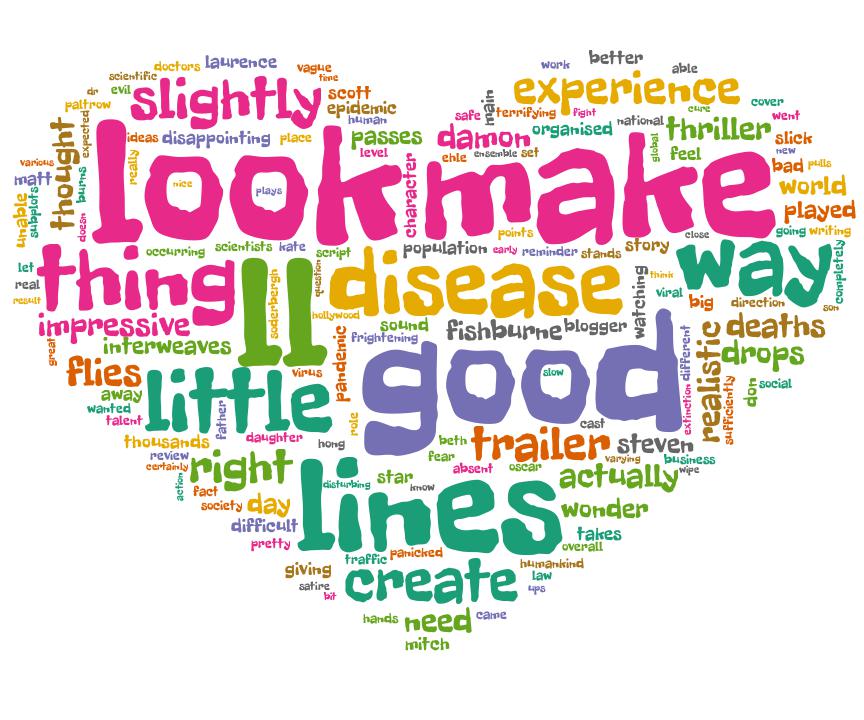 work
better
able
doctors
laurence
vague
time
scientific
dr
evil
slightly
scott
epidemic
human
main
experience
cover
cure
paltrow
expected
thought
ideas
disappointing
place
passes
level
safe
terrifying
fight
national
went
damon
organised
global
thriller
slick
new
feel
bad
pulls
various
matt
really
look
nice
plays
character
ehle
ensemble
set
make
world
played
unable
subplots
burns
doesn
points
close
going
writing
occurring
scientists
kate
script
population
early
reminder
stands
story
way
completely
let
real
result
thing
ll
soderbergh
question
disease
hollywood
watching
think
viral
big
direction
son
impressive
great
interweaves
sound
frightening
fishburne
blogger
deaths
drops
realistic
different
flies
virus
pandemic
good
slow
away
wanted
talent
little
father
daughter
role
extinction
sufficiently
don
social
thousands
review
certainly
hong
beth
fear
trailer
cast
steven
varying
business
wipe
right
action
fact
society
day
disturbing
star
know
absent
oscar
actually
lines
wonder
difficult
pretty
takes
overall
traffic
panicked
giving
satire
bit
create
humankind
law
ups
hands
need
came
mitch